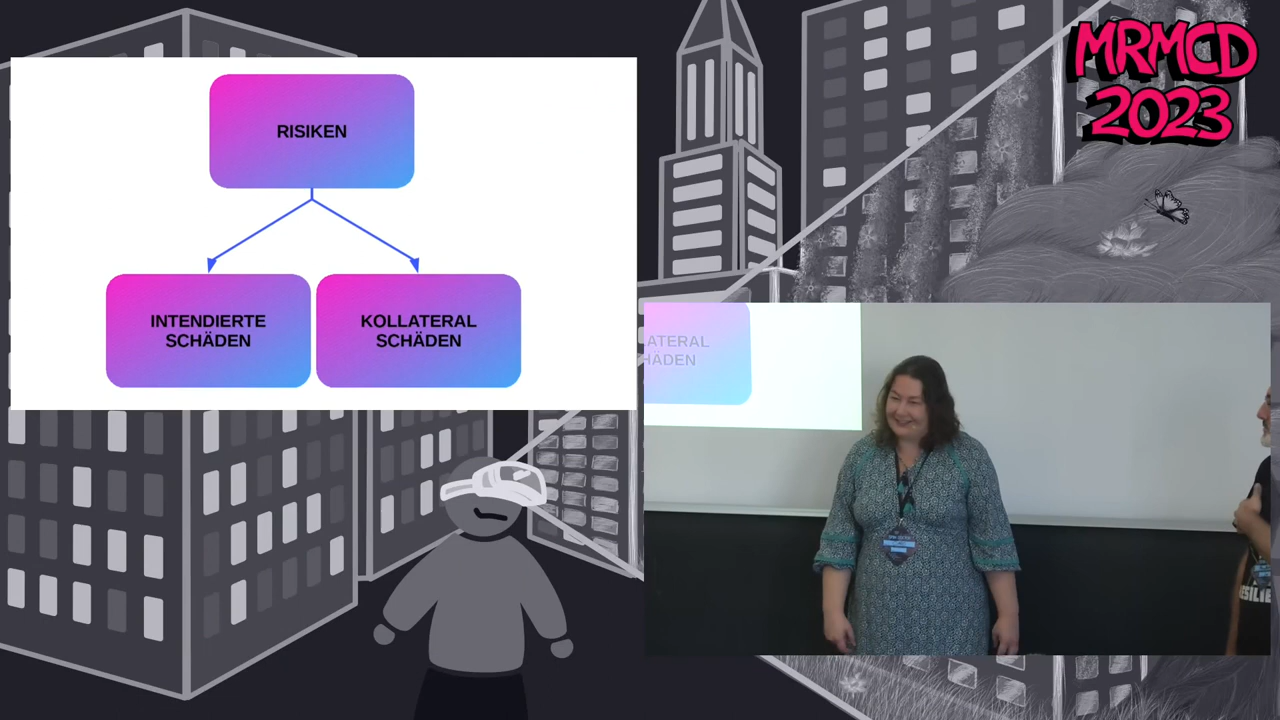 RISIKEN
INTENDIERTE
SCHÄDEN
KOLLATERAL
SCHÄDEN
MRMCD
2023
ATERAL
HÄDEN